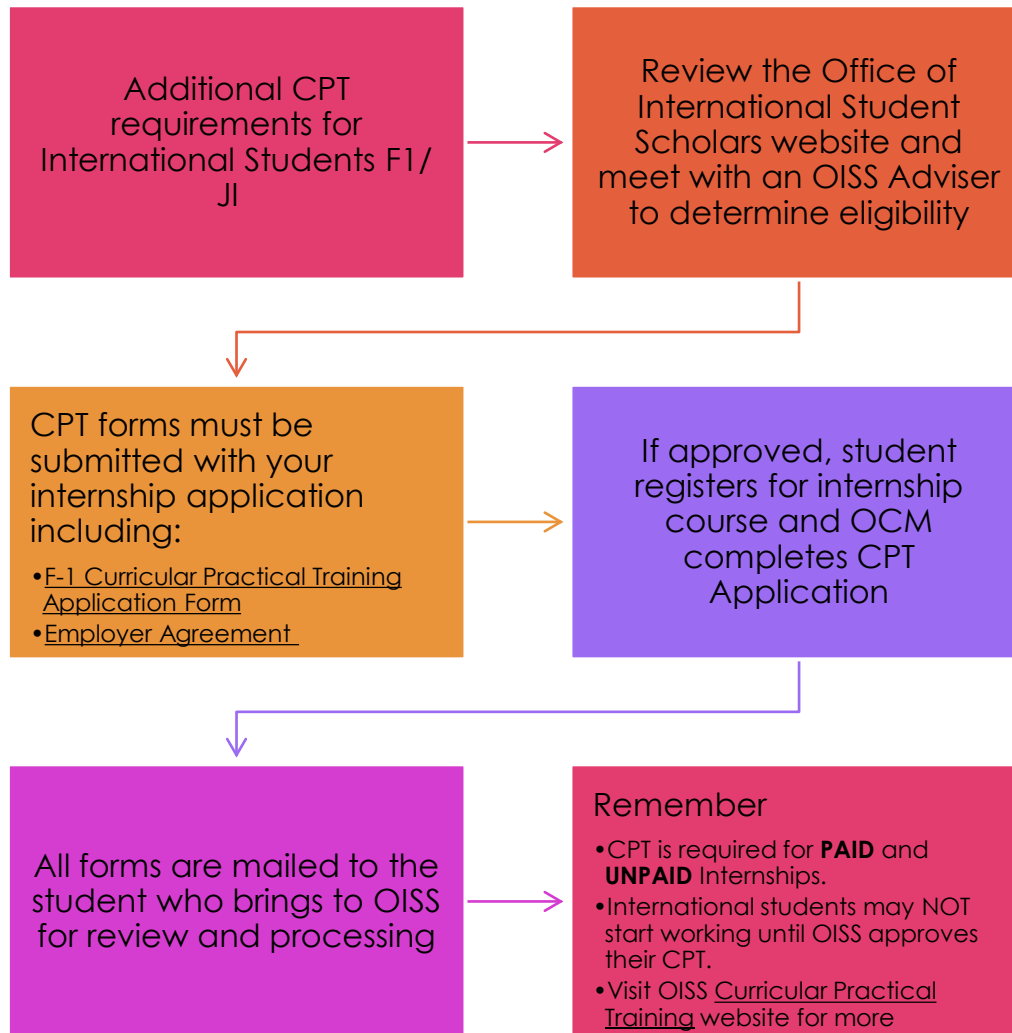 Additional CPT
requirements for
International Students F1/
JI
Review the Office of
International Student
Scholars website and
meet with an OISS Adviser
to determine eligibility
CPT forms must be
submitted with your
internship application
including:
•F-1 Curricular Practical Training
Application Form
•Employer Agreement
If approved, student
registers for internship
course and OCM
completes CPT
Application
All forms are mailed to the
student who brings to OISS
for review and processing
Remember
•CPT is required for PAID and
UNPAID Internships.
•International students may NOT
start working until OISS approves
their CPT.
•Visit OISS Curricular Practical
Training website for more